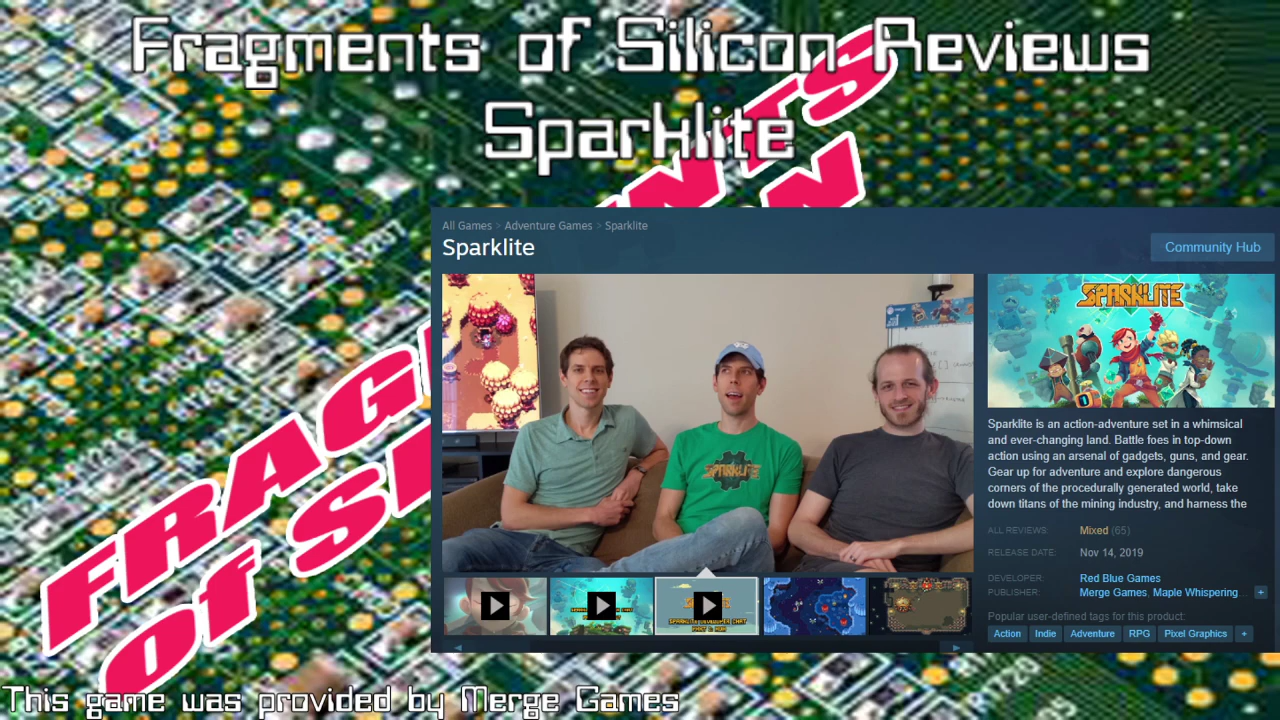 Fragments of Silicon Reviews
Sparklite
All Games > Adventure Games > Sparklite
Sparklite
Community Hub
SPARKLITE
SPARKLITE
Sparklite is an action-adventure set in a whimsical
and ever-changing land. Battle foes in top-down
action using an arsenal of gadgets, guns, and gear.
Gear up for adventure and explore dangerous
corners of the procedurally generated world, take
down titans of the mining industry, and harness the
ALL REVIEWS: Mixed (65)
RELEASE DATE: Nov 14, 2019
DEVELOPER: Red Blue Games
PUBLISHER: Merge Games, Maple Whispering... +
Popular user-defined tags for this product:
Action Indie Adventure RPG Pixel Graphics +
This game was provided by Merge Games